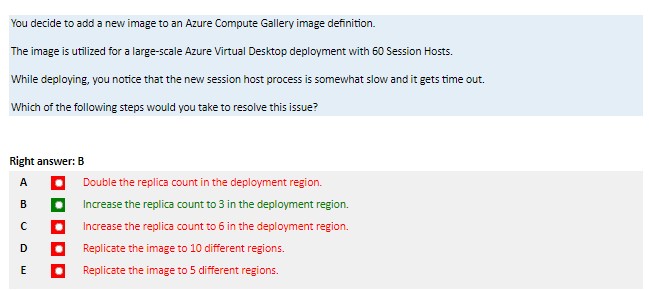 You decide to add a new image to an Azure Compute Gallery image definition.
The image is utilized for a large-scale Azure Virtual Desktop deployment with 60 Session Hosts.
While deploying, you notice that the new session host process is somewhat slow and it gets time out.
Which of the following steps would you take to resolve this issue?
Right answer: B
A Double the replica count in the deployment region.
B Increase the replica count to 3 in the deployment region.
C Increase the replica count to 6 in the deployment region.
D Replicate the image to 10 different regions.
E Replicate the image to 5 different regions.